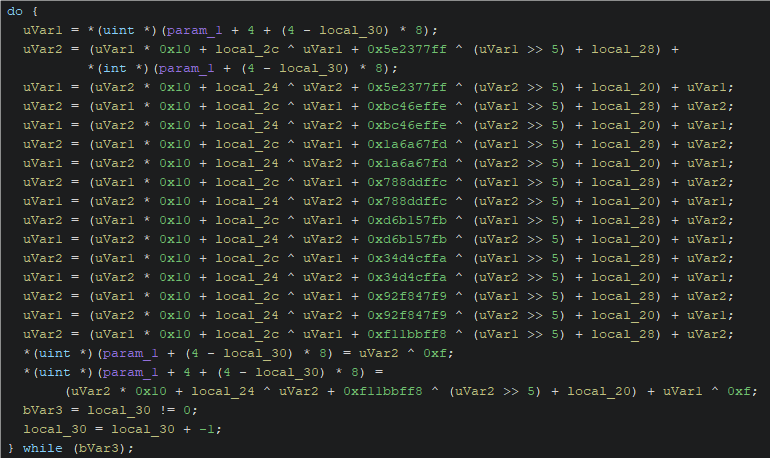 do {
uVar1 = *(uint *)(param_1 + 4 + (4 - local_30) * 8);
uVar2 = (uVar1 * 0x10 + local_2c ^ uVar1 + 0x5e2377ff ^ (uVar1 >> 5) + local_28) +
*(int *)(param_1 + (4 - local_30) * 8);
uVar1 = (uVar2 * 0x10 + local_24 ^ uVar2 + 0x5e2377ff ^ (uVar2 >> 5) + local_20) + uVar1;
uVar2 = (uVar1 * 0x10 + local_2c ^ uVar1 + 0xbc46effe ^ (uVar1 >> 5) + local_28) + uVar2;
uVar1 = (uVar2 * 0x10 + local_24 ^ uVar2 + 0xbc46effe ^ (uVar2 >> 5) + local_20) + uVar1;
uVar2 = (uVar1 * 0x10 + local_2c ^ uVar1 + 0x1a6a67fd ^ (uVar1 >> 5) + local_28) + uVar2;
uVar1 = (uVar2 * 0x10 + local_24 ^ uVar2 + 0x1a6a67fd ^ (uVar2 >> 5) + local_20) + uVar1;
uVar2 = (uVar1 * 0x10 + local_2c ^ uVar1 + 0x788ddffc ^ (uVar1 >> 5) + local_28) + uVar2;
uVar1 = (uVar2 * 0x10 + local_24 ^ uVar2 + 0x788ddffc ^ (uVar2 >> 5) + local_20) + uVar1;
uVar2 = (uVar1 * 0x10 + local_2c ^ uVar1 + 0xd6b157fb ^ (uVar1 >> 5) + local_28) + uVar2;
uVar1 = (uVar2 * 0x10 + local_24 ^ uVar2 + 0xd6b157fb ^ (uVar2 >> 5) + local_20) + uVar1;
uVar2 = (uVar1 * 0x10 + local_2c ^ uVar1 + 0x34d4cffa ^ (uVar1 >> 5) + local_28) + uVar2;
uVar1 = (uVar2 * 0x10 + local_24 ^ uVar2 + 0x34d4cffa ^ (uVar2 >> 5) + local_20) + uVar1;
uVar2 = (uVar1 * 0x10 + local_2c ^ uVar1 + 0x92f847f9 ^ (uVar1 >> 5) + local_28) + uVar2;
uVar1 = (uVar2 * 0x10 + local_24 ^ uVar2 + 0x92f847f9 ^ (uVar2 >> 5) + local_20) + uVar1;
uVar2 = (uVar1 * 0x10 + local_2c ^ uVar1 + 0xf11bbff8 ^ (uVar1 >> 5) + local_28) + uVar2;
*(uint *)(param_1 + (4 - local_30) * 8) = uVar2 ^ 0xf;
*(uint *)(param_1 + 4 + (4 - local_30) * 8) =
(uVar2 * 0x10 + local_24 ^ uVar2 + 0xf11bbff8 ^ (uVar2 >> 5) + local_20) + uVar1 ^ 0xf;
bVar3 = local_30 != 0;
local_30 = local_30 + -1;
} while (bVar3);